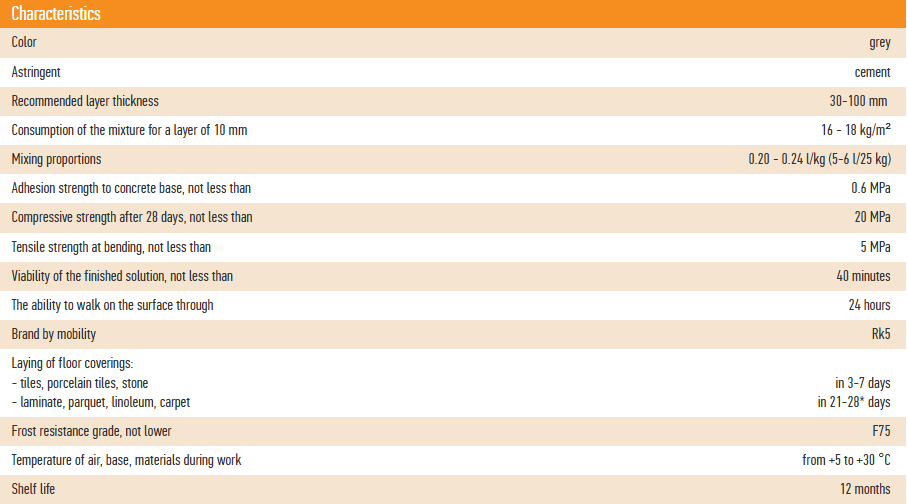 Characteristics
Color grey
Astringent cement
Recommended layer thickness 30-100 mm
Consumption of the mixture for a layer of 10 mm 16 - 18 kg/m²
Mixing proportions 0.20 - 0.24 l/kg (5-6 l/25 kg)
Adhesion strength to concrete base, not less than 0.6 MPa
Compressive strength after 28 days, not less than 20 MPa
Tensile strength at bending, not less than 5 MPa
Viability of the finished solution, not less than 40 minutes
The ability to walk on the surface through 24 hours
Brand by mobility Rk5
Laying of floor coverings:
- tiles, porcelain tiles, stone in 3-7 days
- laminate, parquet, linoleum, carpet in 21-28* days
Frost resistance grade, not lower F75
Temperature of air, base, materials during work from +5 to +30 °C
Shelf life 12 months